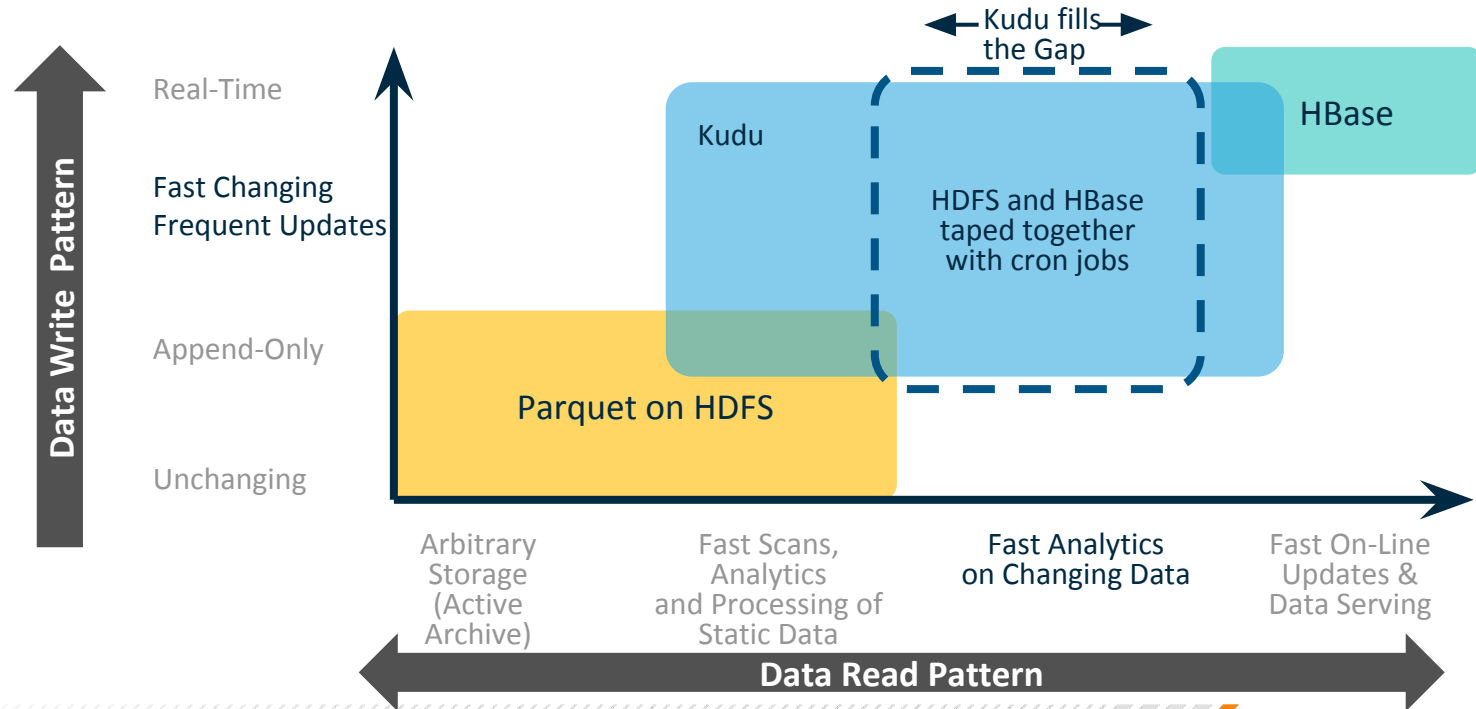 Kudu fills
the Gap
Real-Time
HBase
Kudu
Fast Changing
Frequent Updates
HDFS and HBase
taped together
with cron jobs
Data Write Pattern
Append-Only
Parquet on HDFS
Unchanging
Arbitrary
Storage
(Active
Archive)
Fast Scans,
Analytics
and Processing of
Static Data
Fast Analytics
on Changing Data
Fast On-Line
Updates &
Data Serving
Data Read Pattern